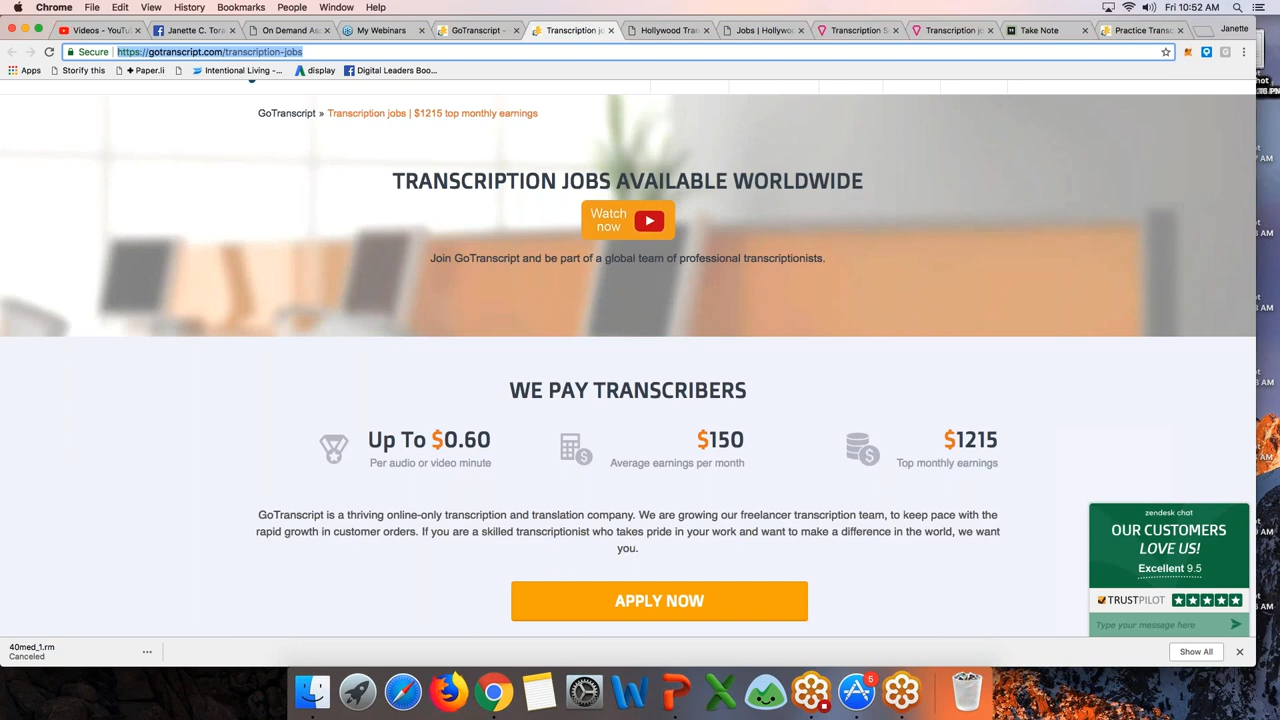 Chrome File Edit View History Bookmarks People Window Help Fri 10:52 AM
Videos - YouTu Janette C. Tora On Demand As My Webinars GoTranscript - Transcription jo Hollywood Tran Jobs | Hollywoo Transcription S Transcription jo Take Note Practice Transc Janette
Secure https://gotranscript.com/transcription-jobs
Apps Storify this + Paper.li Intentional Living -... display Digital Leaders Boo...
GoTranscript » Transcription jobs | $1215 top monthly earnings
TRANSCRIPTION JOBS AVAILABLE WORLDWIDE
Watch
now
Join GoTranscript and be part of a global team of professional transcriptionists.
WE PAY TRANSCRIBERS
Up To $0.60 $150 $1215
Per audio or video minute Average earnings per month Top monthly earnings
GoTranscript is a thriving online-only transcription and translation company. We are growing our freelancer transcription team, to keep pace with the
rapid growth in customer orders. If you are a skilled transcriptionist who takes pride in your work and want to make a difference in the world, we want
you.
APPLY NOW
zendesk chat
OUR CUSTOMERS
LOVE US!
Excellent 9.5
TRUSTPILOT
Type your message here
40med_1.rm
Canceled
Show All
5